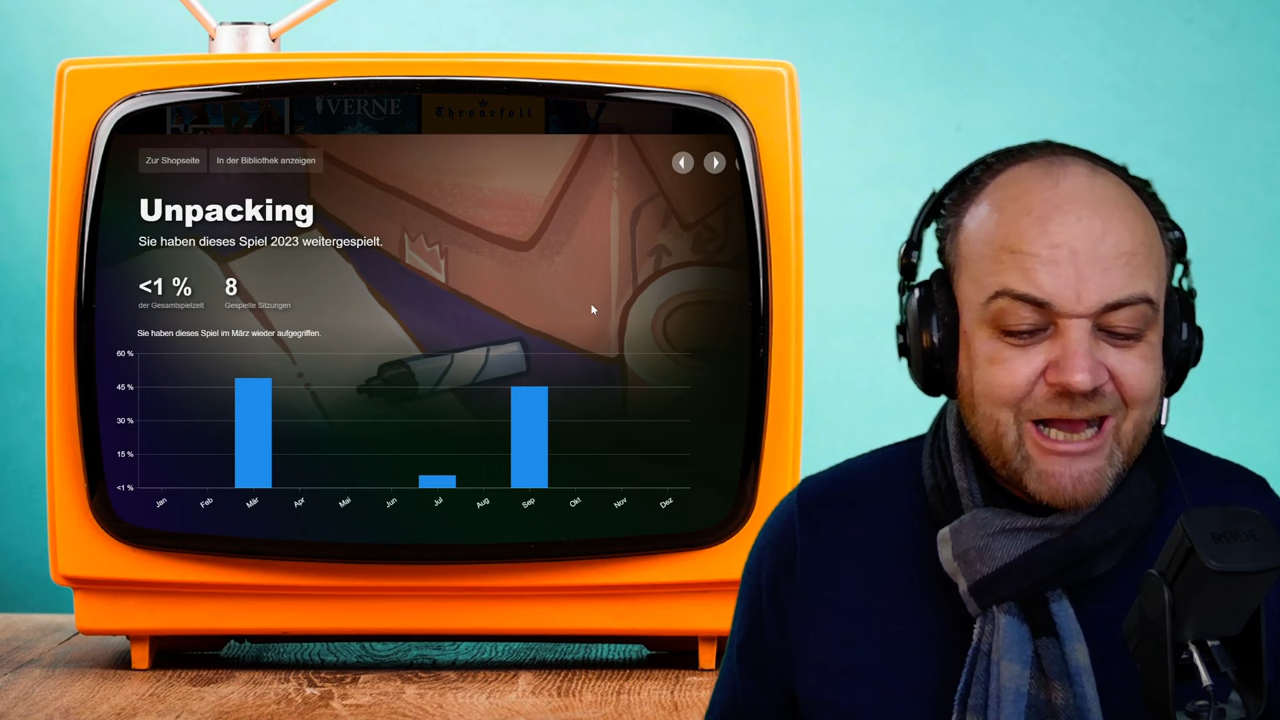 VERNE
Thronefall
Zur Shopseite
In der Bibliothek anzeigen
Unpacking
Sie haben dieses Spiel 2023 weitergespielt.
<1 %
8
der Gesamtspielzeit
Gespielte Sitzungen
Sie haben dieses Spiel im März wieder aufgegriffen.
60 %
45 %
30 %
15 %
<1 %
Jan Feb Mär Apr Mai Jun Jul Aug Sep Okt Nov Dez
RODE